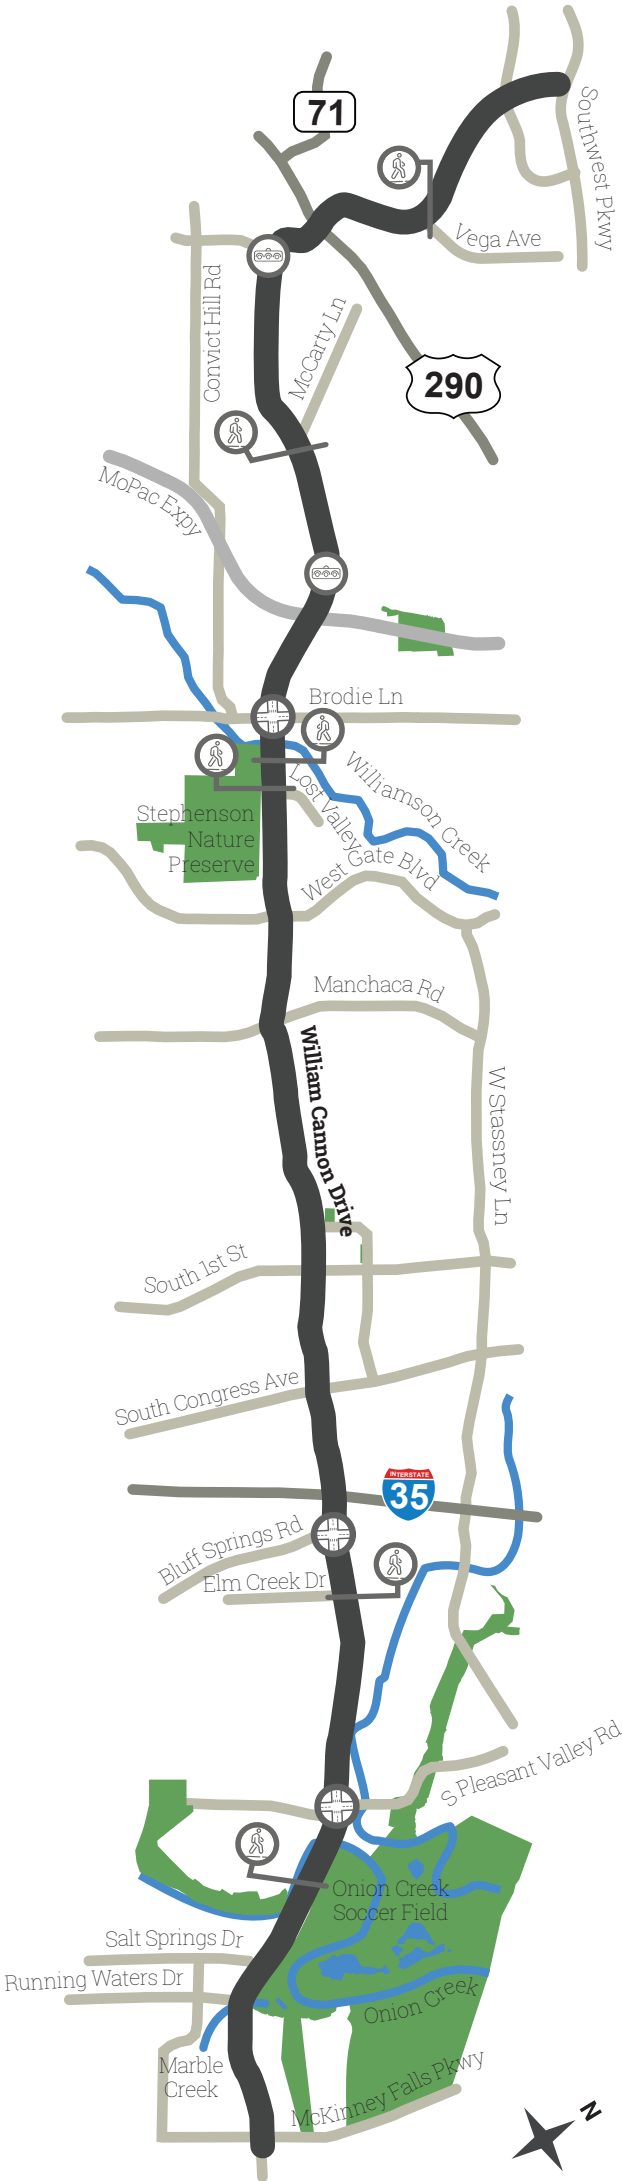 71
Southwest Pkwy
Vega Ave
Convict Hill Rd
McCarty Ln
290
MoPac Expy
Brodie Ln
Williamson Creek
Lost Valley
Stephenson
Nature
Preserve
West Gate Blvd
Manchaca Rd
William Cannon Drive
W Stassney Ln
South 1st St
South Congress Ave
INTERSTATE
35
Bluff Springs Rd
Elm Creek Dr
S Pleasant Valley Rd
Onion Creek
Soccer Field
Salt Springs Dr
Running Waters Dr
Onion Creek
Marble
Creek
McKinney Falls Pkwy
N